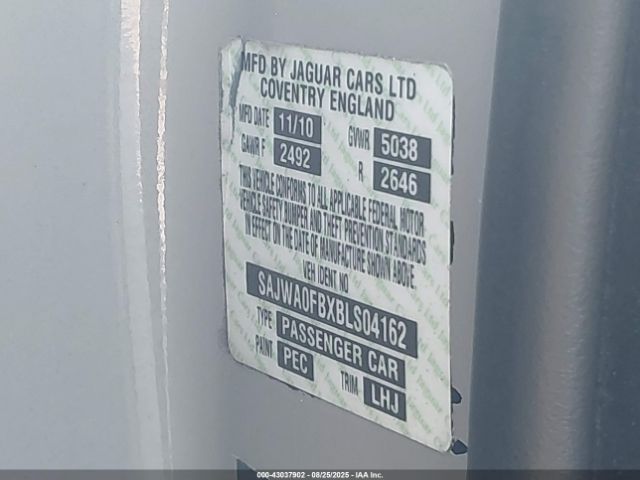 MFD BY JAGUAR CARS LTD
COVENTRY ENGLAND
MFD DATE 11/10 GVWR 5038
GAWR F 2492 R 2646
THIS VEHICLE CONFORMS TO ALL APPLICABLE FEDERAL MOTOR
VEHICLE SAFETY BUMPER AND THEFT PREVENTION STANDARDS
IN EFFECT ON THE DATE OF MANUFACTURE SHOWN ABOVE.
VEH IDENT NO
SAJWA0FBXBLS04162
TYPE PASSENGER CAR
PAINT PEC TRIM LHJ
000-43037902 - 08/25/2025 - IAA Inc.